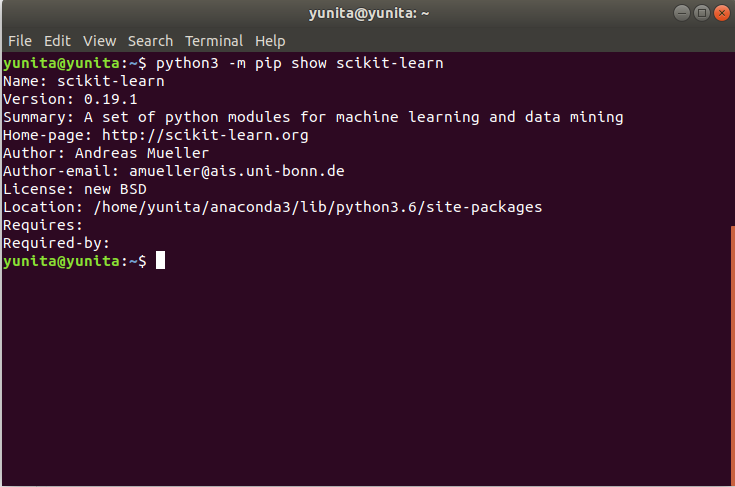 yunita@yunita: ~
File Edit View Search Terminal Help
yunita@yunita:~$ python3 -m pip show scikit-learn
Name: scikit-learn
Version: 0.19.1
Summary: A set of python modules for machine learning and data mining
Home-page: http://scikit-learn.org
Author: Andreas Mueller
Author-email: amueller@ais.uni-bonn.de
License: new BSD
Location: /home/yunita/anaconda3/lib/python3.6/site-packages
Requires:
Required-by:
yunita@yunita:~$